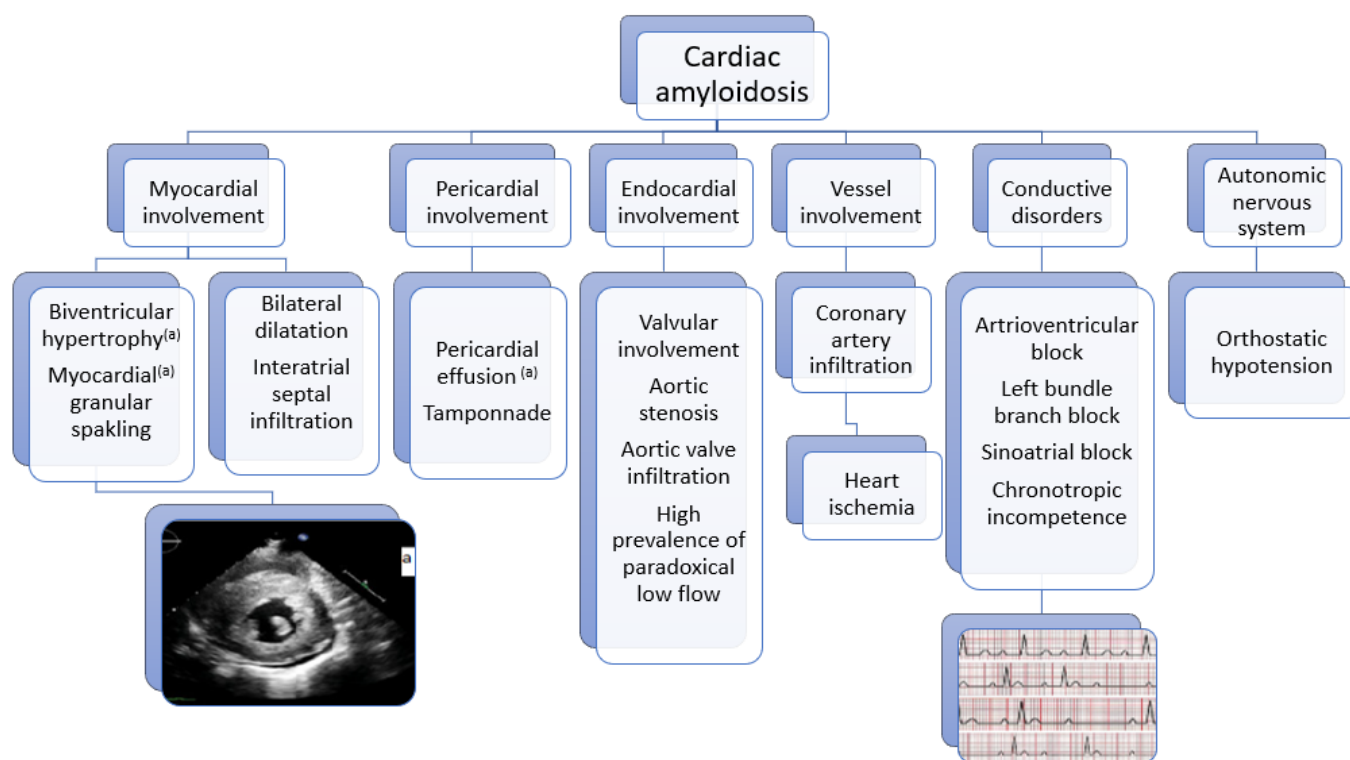 Cardiac
amyloidosis
Myocardial
involvement
Pericardial
involvement
Endocardial
involvement
Vessel
involvement
Conductive
disorders
Autonomic
nervous
system
Biventricular
hypertrophy(a)
Myocardial(a)
granular
spakling
Bilateral
dilatation
Interatrial
septal
infiltration
Pericardial
effusion (a)
Tamponnade
Valvular
involvement
Aortic
stenosis
Aortic valve
infiltration
High
prevalence of
paradoxical
low flow
Coronary
artery
infiltration
Heart
ischemia
Artrioventricular
block
Left bundle
branch block
Sinoatrial block
Chronotropic
incompetence
Orthostatic
hypotension
a